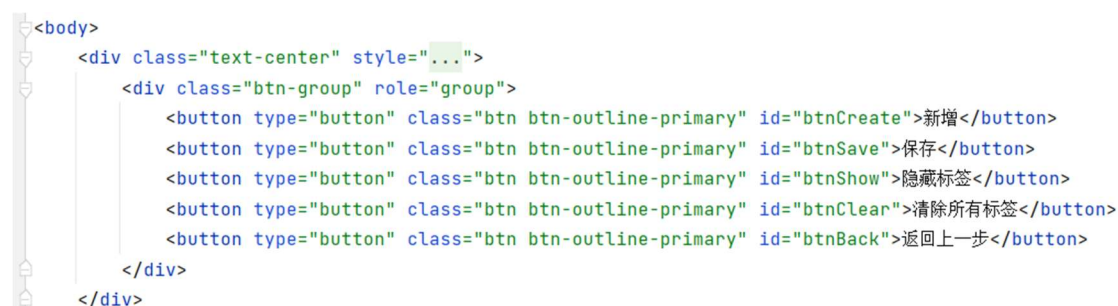 <body>
<div class="text-center" style="...">
<div class="btn-group" role="group">
<button type="button" class="btn btn-outline-primary" id="btnCreate">新增</button>
<button type="button" class="btn btn-outline-primary" id="btnSave">保存</button>
<button type="button" class="btn btn-outline-primary" id="btnShow">隐藏标签</button>
<button type="button" class="btn btn-outline-primary" id="btnClear">清除所有标签</button>
<button type="button" class="btn btn-outline-primary" id="btnBack">返回上一步</button>
</div>
</div>